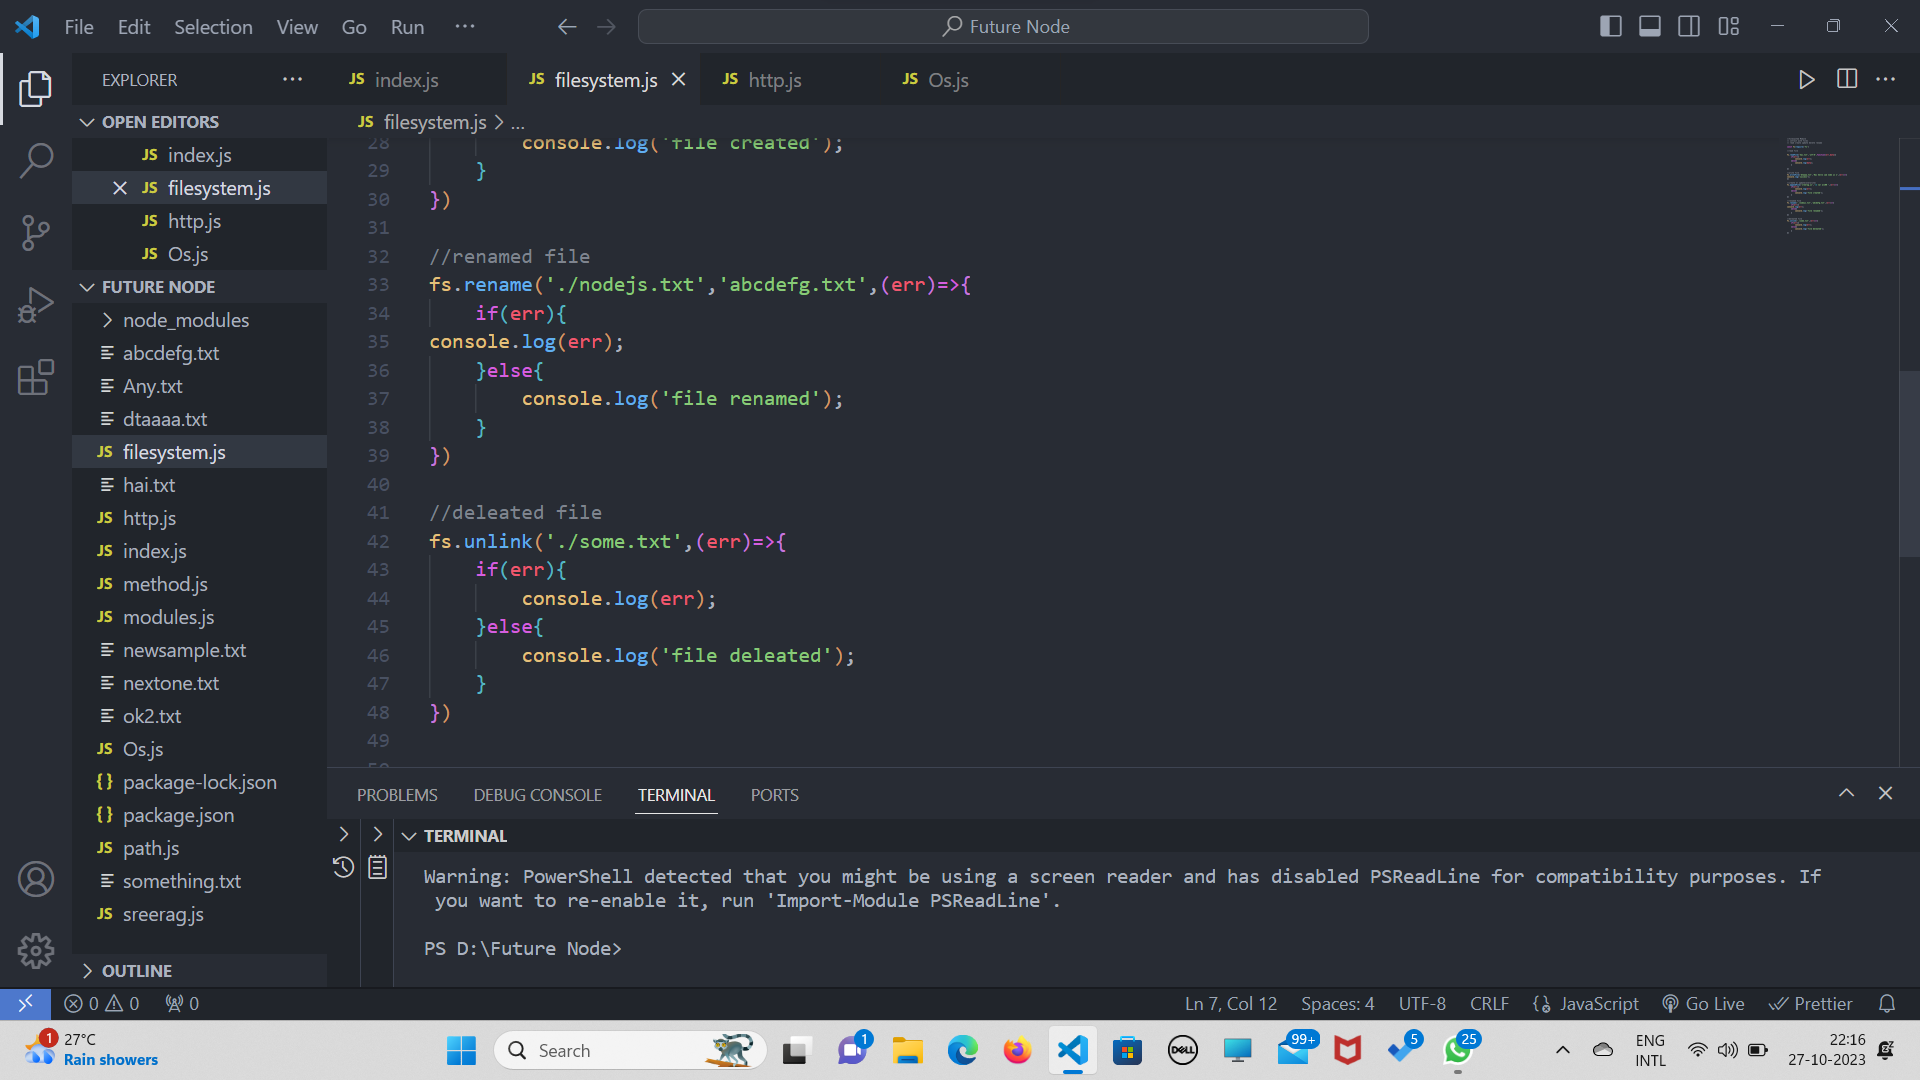 File Edit Selection View Go Run ... Future Node
EXPLORER ... JS index.js JS filesystem.js JS http.js JS Os.js
OPEN EDITORS
JS index.js
JS filesystem.js
JS http.js
JS Os.js
FUTURE NODE
node_modules
abcdefg.txt
Any.txt
dtaaaa.txt
JS filesystem.js
hai.txt
JS http.js
JS index.js
JS method.js
JS modules.js
newsample.txt
nextone.txt
ok2.txt
JS Os.js
{} package-lock.json
{} package.json
JS path.js
something.txt
JS sreerag.js
OUTLINE
JS filesystem.js > ...
28 console.log('file created');
29 }
30 })
31
32 //renamed file
33 fs.rename('./nodejs.txt','abcdefg.txt',(err)=>{
34 if(err){
35 console.log(err);
36 }else{
37 console.log('file renamed');
38 }
39 })
40
41 //deleated file
42 fs.unlink('./some.txt',(err)=>{
43 if(err){
44 console.log(err);
45 }else{
46 console.log('file deleated');
47 }
48 })
49
50
PROBLEMS DEBUG CONSOLE TERMINAL PORTS
TERMINAL
Warning: PowerShell detected that you might be using a screen reader and has disabled PSReadLine for compatibility purposes. If
you want to re-enable it, run 'Import-Module PSReadLine'.
PS D:\Future Node>
0 0 0 Ln 7, Col 12 Spaces: 4 UTF-8 CRLF {} JavaScript Go Live Prettier
1 27°C
Rain showers
Search
1
DELL
99+
5
25
ENG
INTL
22:16
27-10-2023